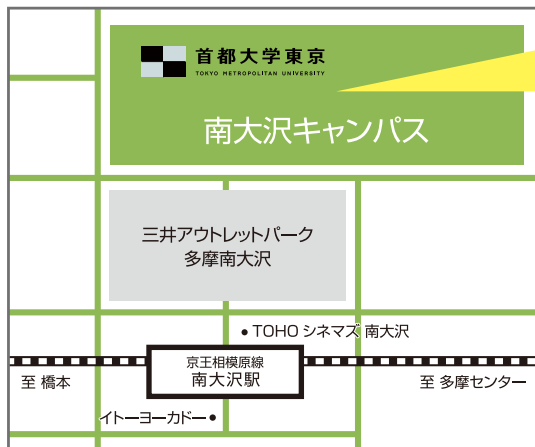 首都大学東京
TOKYO METROPOLITAN UNIVERSITY
南大沢キャンパス
三井アウトレットパーク
多摩南大沢
• TOHO シネマズ 南大沢
京王相模原線
南大沢駅
至 橋本
至 多摩センター
イトーヨーカドー •